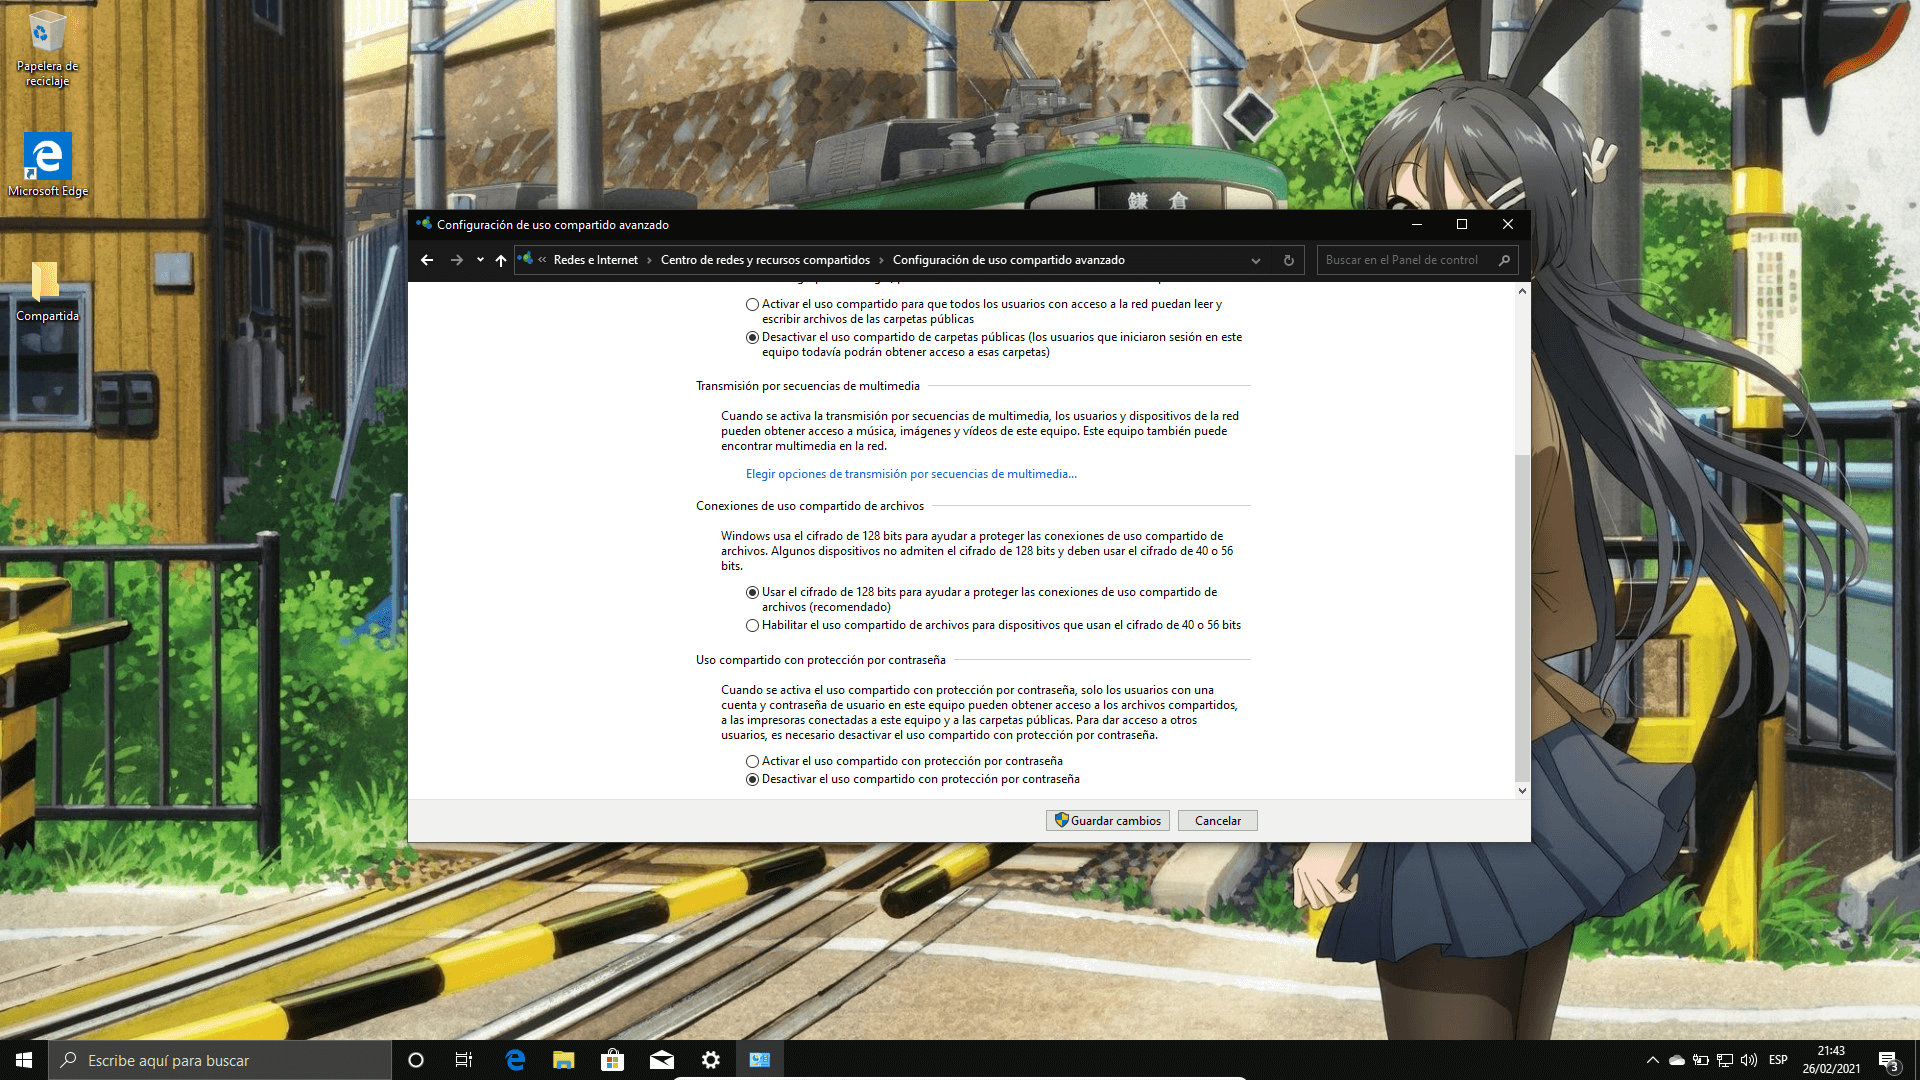 Papelera de
reciclaje
Microsoft Edge
Compartida
鎌倉
Configuración de uso compartido avanzado
« Redes e Internet › Centro de redes y recursos compartidos › Configuración de uso compartido avanzado
Buscar en el Panel de control
Activar el uso compartido para que todos los usuarios con acceso a la red puedan leer y
escribir archivos de las carpetas públicas
Desactivar el uso compartido de carpetas públicas (los usuarios que iniciaron sesión en este
equipo todavía podrán obtener acceso a esas carpetas)
Transmisión por secuencias de multimedia
Cuando se activa la transmisión por secuencias de multimedia, los usuarios y dispositivos de la red
pueden obtener acceso a música, imágenes y vídeos de este equipo. Este equipo también puede
encontrar multimedia en la red.
Elegir opciones de transmisión por secuencias de multimedia...
Conexiones de uso compartido de archivos
Windows usa el cifrado de 128 bits para ayudar a proteger las conexiones de uso compartido de
archivos. Algunos dispositivos no admiten el cifrado de 128 bits y deben usar el cifrado de 40 o 56
bits.
Usar el cifrado de 128 bits para ayudar a proteger las conexiones de uso compartido de
archivos (recomendado)
Habilitar el uso compartido de archivos para dispositivos que usan el cifrado de 40 o 56 bits
Uso compartido con protección por contraseña
Cuando se activa el uso compartido con protección por contraseña, solo los usuarios con una
cuenta y contraseña de usuario en este equipo pueden obtener acceso a los archivos compartidos,
a las impresoras conectadas a este equipo y a las carpetas públicas. Para dar acceso a otros
usuarios, es necesario desactivar el uso compartido con protección por contraseña.
Activar el uso compartido con protección por contraseña
Desactivar el uso compartido con protección por contraseña
Guardar cambios
Cancelar
Escribe aquí para buscar
ESP
21:43
26/02/2021
3